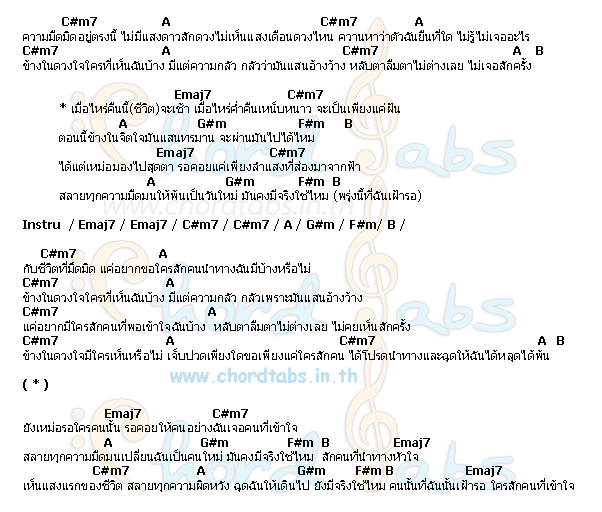 C#m7 A C#m7 A
ความมืดมิดอยู่ตรงนี้ ไม่มีแสงดาวสักดวงไม่เห็นแสงเดือนดวงไหน ควานหาว่าตัวฉันยืนที่ใด ไม่รู้ไม่เจออะไร
C#m7 A C#m7 A B
ข้างในดวงใจใครที่เห็นฉันบ้าง มีแต่ความกลัว กลัวว่ามันแสนอ้างว้าง หลับตาลืมตาไม่ต่างเลย ไม่เจอสักครั้ง
Emaj7 C#m7
* เมื่อไหร่คืนนี้(ชีวิต)จะเช้า เมื่อไหร่ค่ำคืนเหน็บหนาว จะเป็นเพียงแค่ฝัน
A G#m F#m B
ตอนนี้ข้างในจิตใจมันแสนทรมาน จะผ่านมันไปได้ไหม
Emaj7 C#m7
ได้แต่เหม่อมองไปสุดตา รอคอยแค่เพียงลำแสงที่ส่องมาจากฟ้า
A G#m F#m B
สลายทุกความมืดมนให้พ้นเป็นวันใหม่ มันคงมีจริงใช่ไหม (พรุ่งนี้ที่ฉันเฝ้ารอ)
www.chordtabs.in.th
Instru / Emaj7 / Emaj7 / C#m7 / C#m7 / A / G#m / F#m/ B /
C#m7 A
กับชีวิตที่มืดมิด แค่อยากขอใครสักคนนำทางฉันมีบ้างหรือไม่
C#m7 A
ข้างในดวงใจใครที่เห็นฉันบ้าง มีแต่ความกลัว กลัวเพราะมันแสนอ้างว้าง
C#m7 A
แค่อยากมีใครสักคนที่พอเข้าใจฉันบ้าง หลับตาลืมตาไม่ต่างเลย ไม่เคยเห็นสักครั้ง
C#m7 A C#m7 A B
ข้างในดวงใจมีใครเห็นหรือไม่ เจ็บปวดเพียงใดขอเพียงแค่ใครสักคน ได้โปรดนำทางและฉุดให้ฉันได้หลุดได้พ้น
www.chordtabs.in.th
( * )
Emaj7 C#m7
ยังเหม่อรอใครคนนั้น รอคอยให้คนอย่างฉันเจอคนที่เข้าใจ
A G#m F#m B Emaj7
สลายทุกความมืดมนเปลี่ยนฉันเป็นคนใหม่ มันคงมีจริงใช่ไหม สักคนที่นำทางหัวใจ
C#m7 A G#m F#m B Emaj7
เห็นแสงแรกของชีวิต สลายทุกความผิดหวัง ฉุดฉันให้เดินไป ยังมีจริงใช่ไหม คนนั้นที่ฉันนั้นเฝ้ารอ ใครสักคนที่เข้าใจ